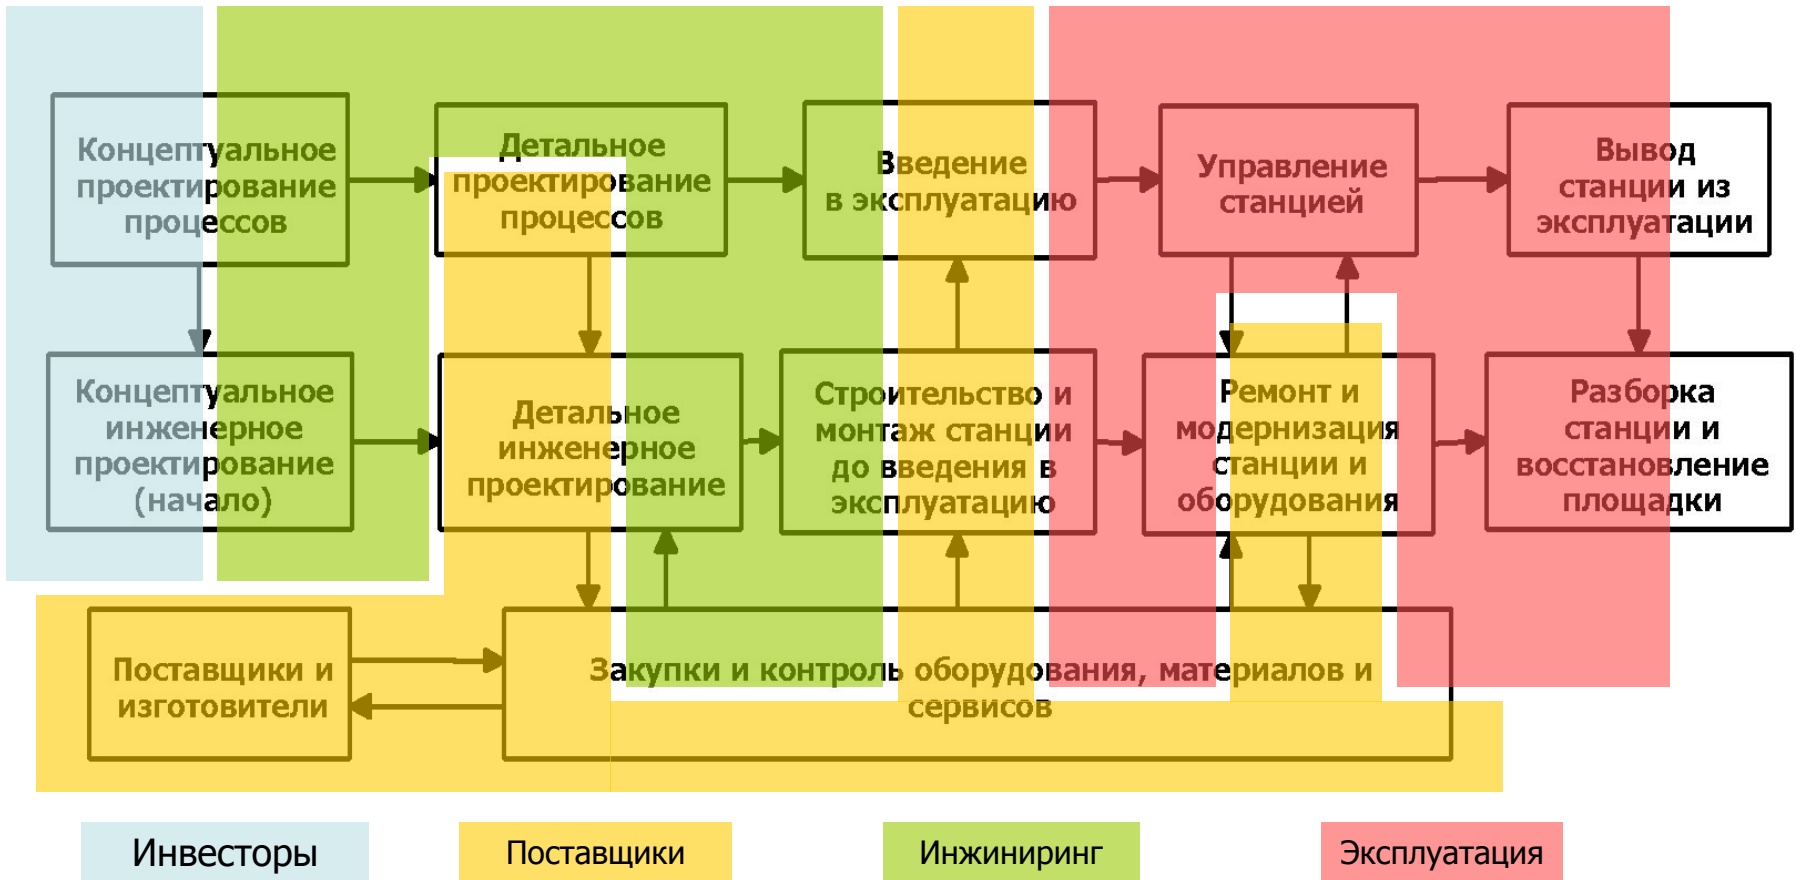 Концептуальное
проектирование
процессов
Детальное
проектирование
процессов
Введение
в эксплуатацию
Управление
станцией
Вывод
станции из
эксплуатации
Концептуальное
инженерное
проектирование
(начало)
Детальное
инженерное
проектирование
Строительство и
монтаж станции
до введения в
эксплуатацию
Ремонт и
модернизация
станции и
оборудования
Разборка
станции и
восстановление
площадки
Поставщики и
изготовители
Закупки и контроль оборудования, материалов и
сервисов
Инвесторы
Поставщики
Инжиниринг
Эксплуатация